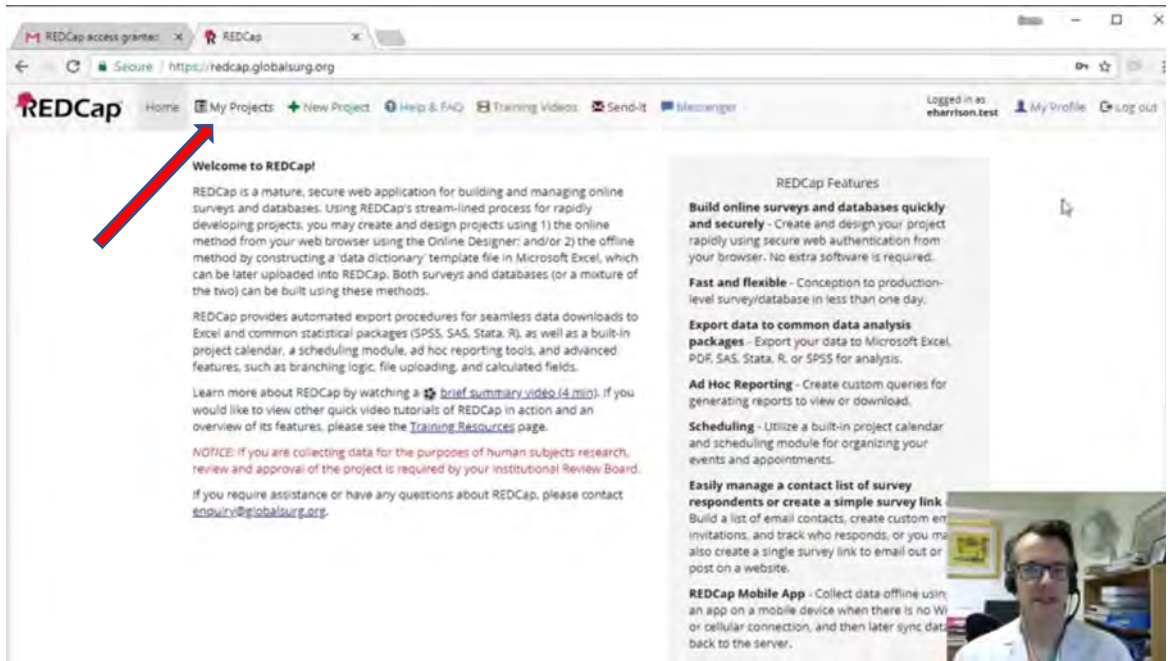 REDCap access granted
REDCap
Secure https://redcap.globalsurg.org
REDCap Home My Projects New Project Help & FAQ Training Videos Send-It Messenger Logged in as eharrison.test My Profile Log out
Welcome to REDCap!
REDCap is a mature, secure web application for building and managing online
surveys and databases. Using REDCap's stream-lined process for rapidly
developing projects, you may create and design projects using 1) the online
method from your web browser using the Online Designer; and/or 2) the offline
method by constructing a 'data dictionary' template file in Microsoft Excel, which
can be later uploaded into REDCap. Both surveys and databases (or a mixture of
the two) can be built using these methods.
REDCap provides automated export procedures for seamless data downloads to
Excel and common statistical packages (SPSS, SAS, Stata, R), as well as a built-in
project calendar, a scheduling module, ad hoc reporting tools, and advanced
features, such as branching logic, file uploading, and calculated fields.
Learn more about REDCap by watching a brief summary video (4 min). If you
would like to view other quick video tutorials of REDCap in action and an
overview of its features, please see the Training Resources page.
NOTICE: If you are collecting data for the purposes of human subjects research,
review and approval of the project is required by your Institutional Review Board.
If you require assistance or have any questions about REDCap, please contact
enquiry@globalsurg.org.
REDCap Features
Build online surveys and databases quickly
and securely - Create and design your project
rapidly using secure web authentication from
your browser. No extra software is required.
Fast and flexible - Conception to production-
level survey/database in less than one day.
Export data to common data analysis
packages - Export your data to Microsoft Excel,
PDF, SAS, Stata, R, or SPSS for analysis.
Ad Hoc Reporting - Create custom queries for
generating reports to view or download.
Scheduling - Utilize a built-in project calendar
and scheduling module for organizing your
events and appointments.
Easily manage a contact list of survey
respondents or create a simple survey link
Build a list of email contacts, create custom em
invitations, and track who responds, or you ma
also create a single survey link to email out or
post on a website.
REDCap Mobile App - Collect data offline usin
an app on a mobile device when there is no Wi
or cellular connection, and then later sync data
back to the server.